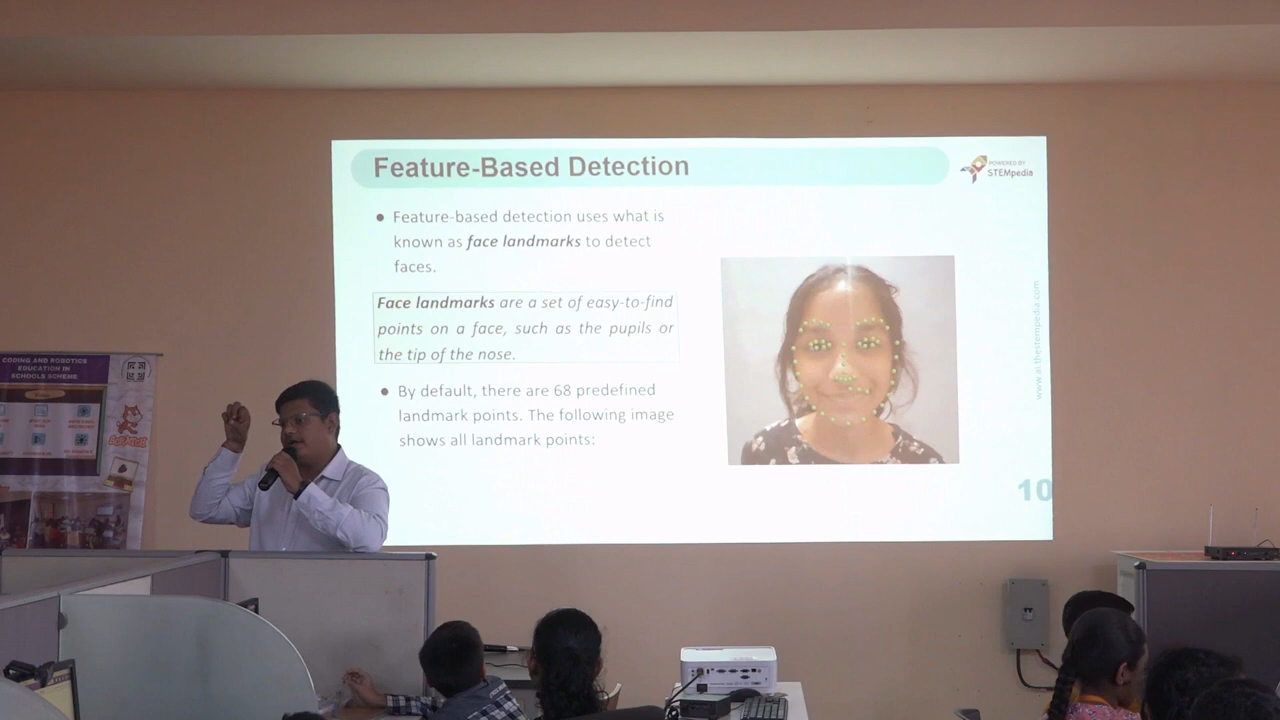 Feature-Based Detection
POWERED BY
STEMpedia
● Feature-based detection uses what is
known as face landmarks to detect
faces.
Face landmarks are a set of easy-to-find
points on a face, such as the pupils or
the tip of the nose.
● By default, there are 68 predefined
landmark points. The following image
shows all landmark points:
www.ai.thestempedia.com
10
CODING AND ROBOTICS
EDUCATION IN
SCHOOLS SCHEME
SCRATCH